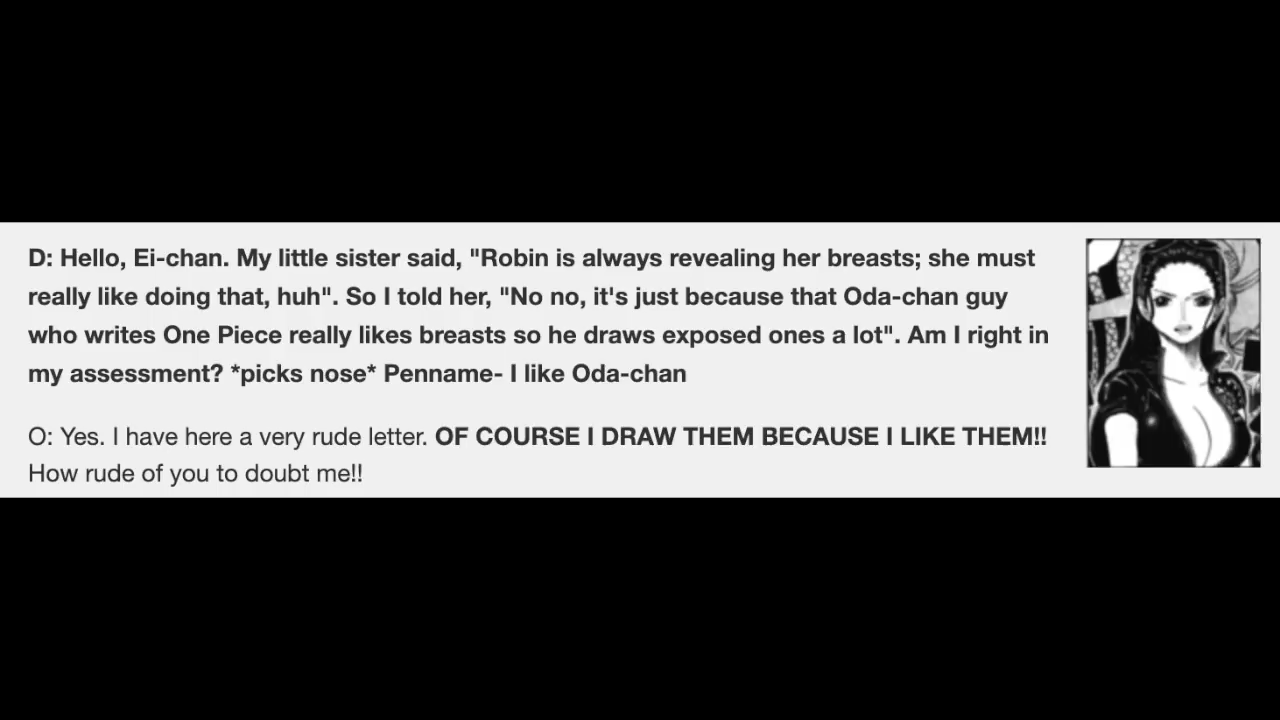 D: Hello, Ei-chan. My little sister said, "Robin is always revealing her breasts; she must
really like doing that, huh". So I told her, "No no, it's just because that Oda-chan guy
who writes One Piece really likes breasts so he draws exposed ones a lot". Am I right in
my assessment? *picks nose* Penname- I like Oda-chan
O: Yes. I have here a very rude letter. OF COURSE I DRAW THEM BECAUSE I LIKE THEM!!
How rude of you to doubt me!!